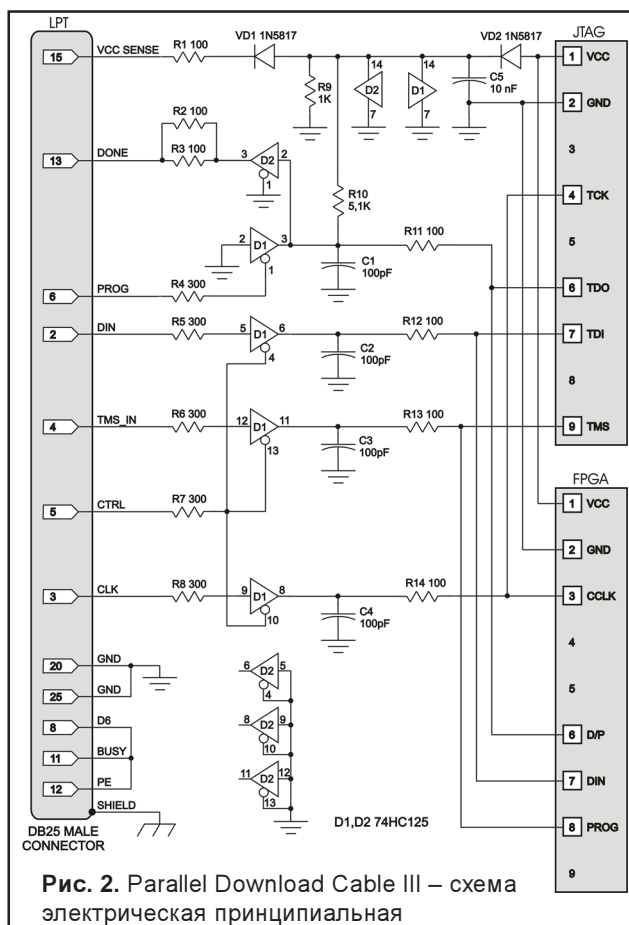 LPT
JTAG
15 VCC SENSE R1 100 VD1 1N5817 VD2 1N5817 1 VCC
14 14
D2 D1
7 7
R9
1K
C5
10 nF
2 GND
R2 100
R3 100
13 DONE 3 D2 2
1
3
R10
5,1K
4 TCK
2 D1 3 R11 100
1
5
C1
100pF
6 PROG R4 300 6 TDO
2 DIN R5 300 5 D1 6 R12 100 7 TDI
4
C2
100pF
8
4 TMS_IN R6 300 12 D1 11 R13 100 9 TMS
13
C3
100pF
FPGA
5 CTRL R7 300 1 VCC
2 GND
3 CLK R8 300 9 D1 8 R14 100 3 CCLK
10
C4
100pF
4
20 GND
6 D2 5
4
25 GND
5
8 D6
8 D2 9
10
6 D/P
11 BUSY
12 PE
11 D2 12
13
7 DIN
SHIELD
D1,D2 74HC125
8 PROG
DB25 MALE
CONNECTOR
9
Рис. 2. Parallel Download Cable III – схема
электрическая принципиальная